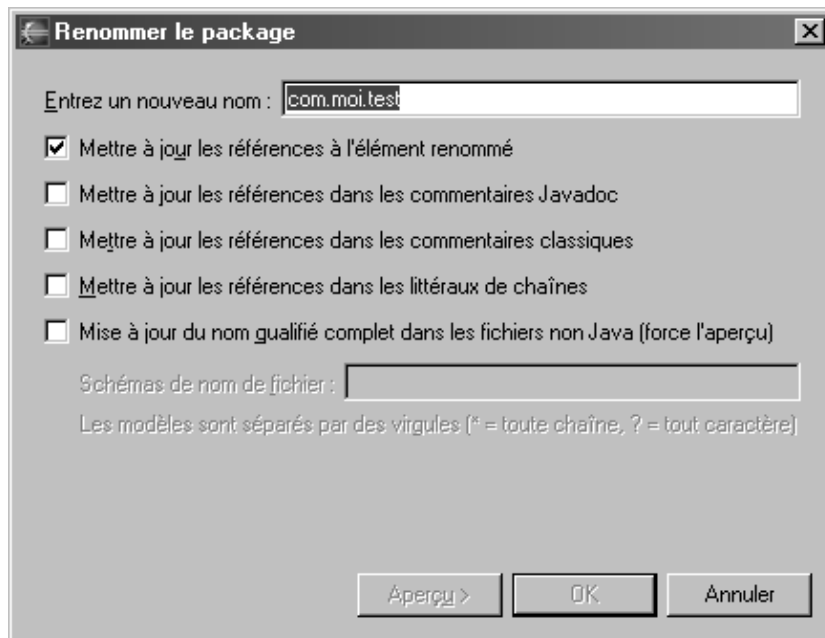 Renommer le package
Entrez un nouveau nom : com.moi.test
Mettre à jour les références à l'élément renommé
Mettre à jour les références dans les commentaires Javadoc
Mettre à jour les références dans les commentaires classiques
Mettre à jour les références dans les littéraux de chaînes
Mise à jour du nom qualifié complet dans les fichiers non Java (force l'aperçu)
Schémas de nom de fichier :
Les modèles sont séparés par des virgules (* = toute chaîne, ? = tout caractère)
Aperçu > OK Annuler